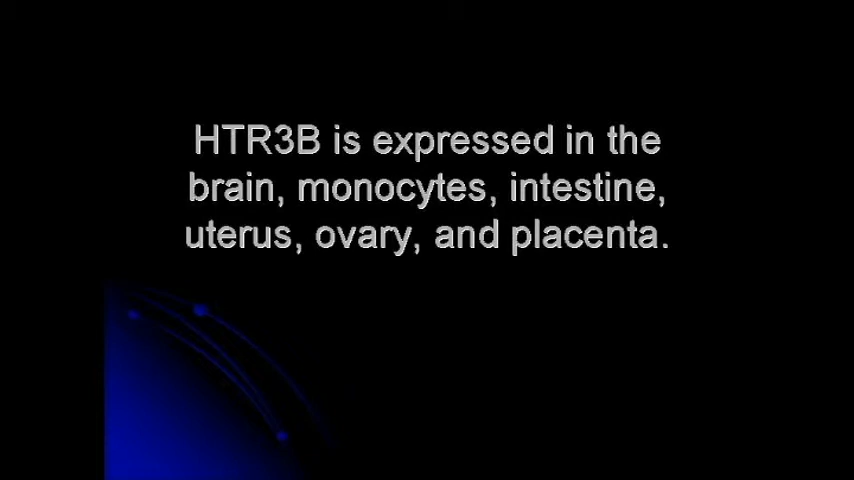 HTR3B is expressed in the
brain, monocytes, intestine,
uterus, ovary, and placenta.